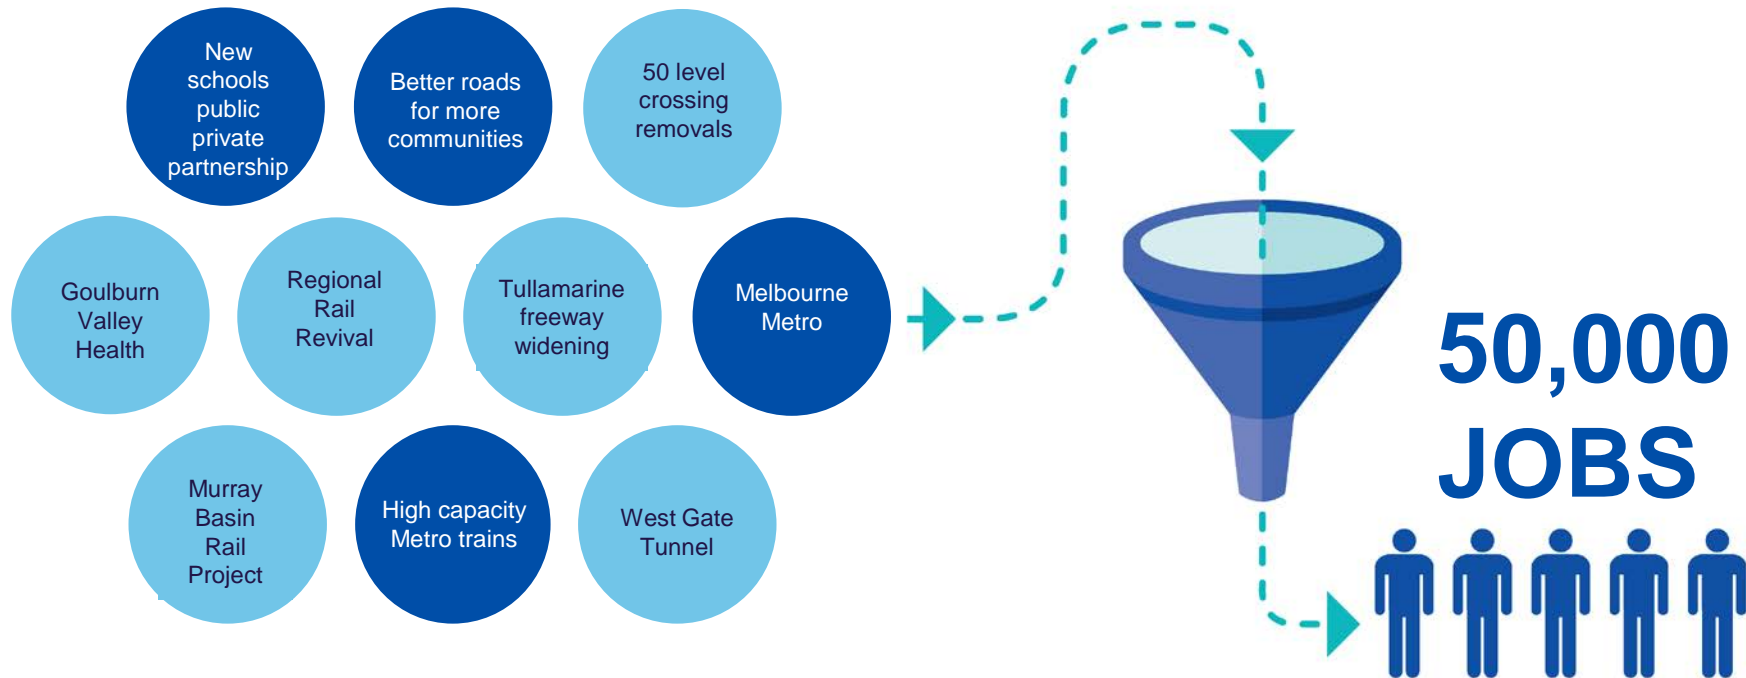 New
schools
public
private
partnership
Better roads
for more
communities
50 level
crossing
removals
Goulburn
Valley
Health
Regional
Rail
Revival
Tullamarine
freeway
widening
Melbourne
Metro
Murray
Basin
Rail
Project
High capacity
Metro trains
West Gate
Tunnel
50,000
JOBS